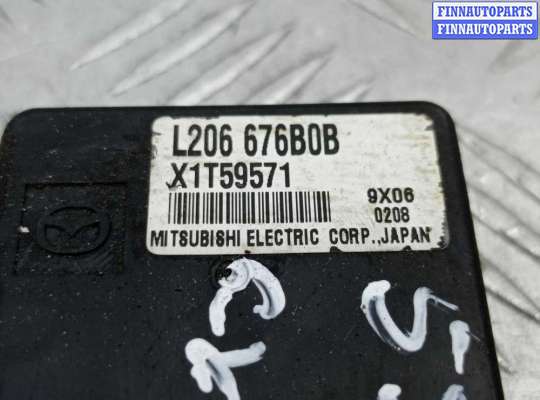 FINNAUTOPARTS
FINNAUTOPARTS
L206 676B0B
X1T59571
9X06
0208
MITSUBISHI ELECTRIC CORP.,JAPAN